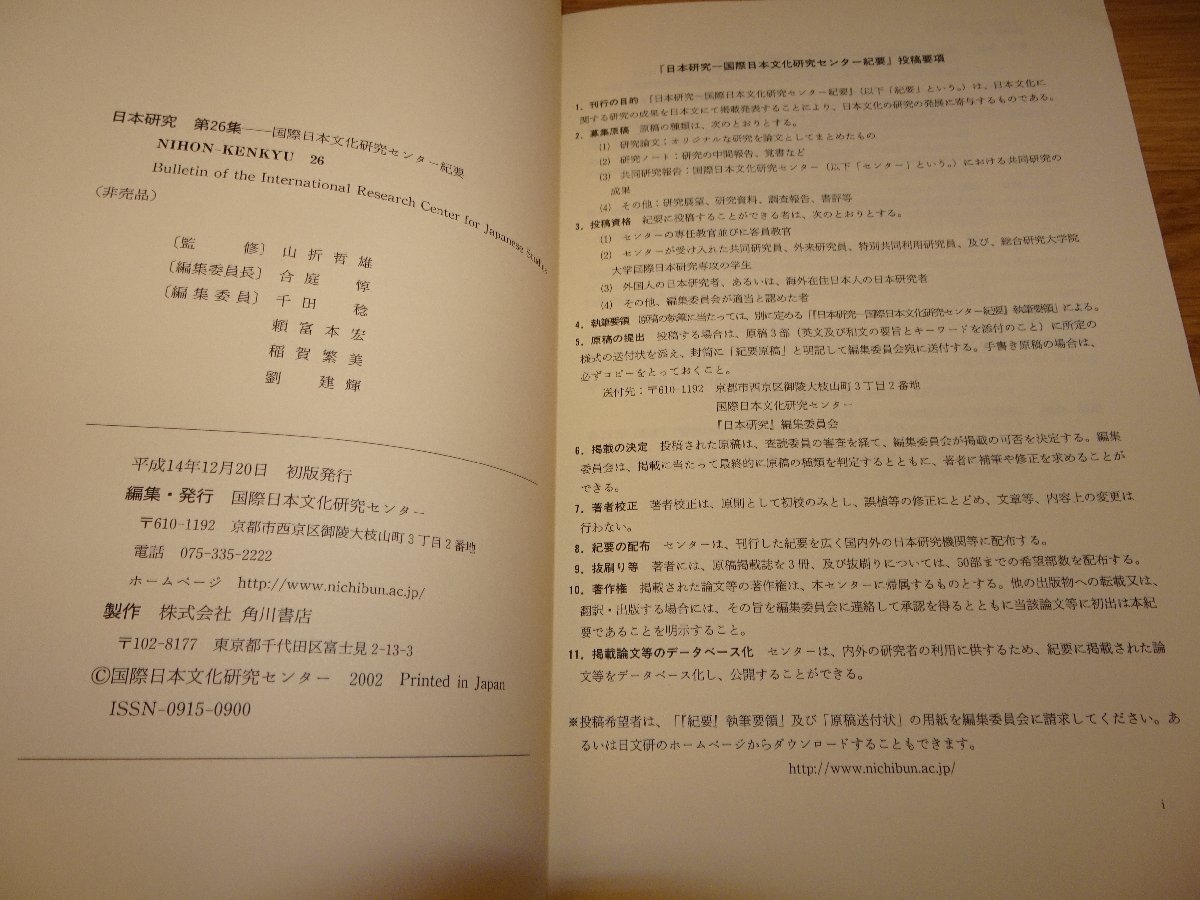 日本研究　第26集――国際日本文化研究センター紀要
NIHON-KENKYU　26
Bulletin of the International Research Center for Japanese Studies
（非売品）
〔監　　修〕山折哲雄
〔編集委員長〕合庭　惇
〔編集委員〕千田　稔
頼富本宏
稲賀繁美
劉　建輝
平成14年12月20日　初版発行
編集・発行　国際日本文化研究センター
〒610-1192　京都市西京区御陵大枝山町3丁目2番地
電話　075-335-2222
ホームページ　http://www.nichibun.ac.jp/
製作　株式会社 角川書店
〒102-8177　東京都千代田区富士見 2-13-3
©国際日本文化研究センター　2002　Printed in Japan
ISSN-0915-0900
『日本研究―国際日本文化研究センター紀要』投稿要項
1．刊行の目的　『日本研究―国際日本文化研究センター紀要』（以下「紀要」という。）は、日本文化に
関する研究の成果を日本文にて掲載発表することにより、日本文化の研究の発展に寄与するものである。
2．募集原稿　原稿の種類は、次のとおりとする。
(1)　研究論文：オリジナルな研究を論文としてまとめたもの
(2)　研究ノート：研究の中間報告、覚書など
(3)　共同研究報告：国際日本文化研究センター（以下「センター」という。）における共同研究の
成果
(4)　その他：研究展望、研究資料、調査報告、書評等
3．投稿資格　紀要に投稿することができる者は、次のとおりとする。
(1)　センターの専任教官並びに客員教官
(2)　センターが受け入れた共同研究員、外来研究員、特別共同利用研究員、及び、総合研究大学院
大学国際日本研究専攻の学生
(3)　外国人の日本研究者、あるいは、海外在住日本人の日本研究者
(4)　その他、編集委員会が適当と認めた者
4．執筆要領　原稿の執筆に当たっては、別に定める「『日本研究―国際日本文化研究センター紀要』執筆要領」による。
5．原稿の提出　投稿する場合は、原稿3部（英文及び和文の要旨とキーワードを添付のこと）に所定の
様式の送付状を添え、封筒に「紀要原稿」と明記して編集委員会宛に送付する。手書き原稿の場合は、
必ずコピーをとっておくこと。
送付先：〒610-1192　京都市西京区御陵大枝山町3丁目2番地
国際日本文化研究センター
『日本研究』編集委員会
6．掲載の決定　投稿された原稿は、査読委員の審査を経て、編集委員会が掲載の可否を決定する。編集
委員会は、掲載に当たって最終的に原稿の種類を判定するとともに、著者に補筆や修正を求めることが
できる。
7．著者校正　著者校正は、原則として初校のみとし、誤植等の修正にとどめ、文章等、内容上の変更は
行わない。
8．紀要の配布　センターは、刊行した紀要を広く国内外の日本研究機関等に配布する。
9．抜刷り等　著者には、原稿掲載誌を3冊、及び抜刷りについては、50部までの希望部数を配布する。
10．著作権　掲載された論文等の著作権は、本センターに帰属するものとする。他の出版物への転載又は、
翻訳・出版する場合には、その旨を編集委員会に連絡して承認を得るとともに当該論文等に初出は本紀
要であることを明示すること。
11．掲載論文等のデータベース化　センターは、内外の研究者の利用に供するため、紀要に掲載された論
文等をデータベース化し、公開することができる。
※投稿希望者は、「『紀要』執筆要領」及び「原稿送付状」の用紙を編集委員会に請求してください。あ
るいは日文研のホームページからダウンロードすることもできます。
http://www.nichibun.ac.jp/
i